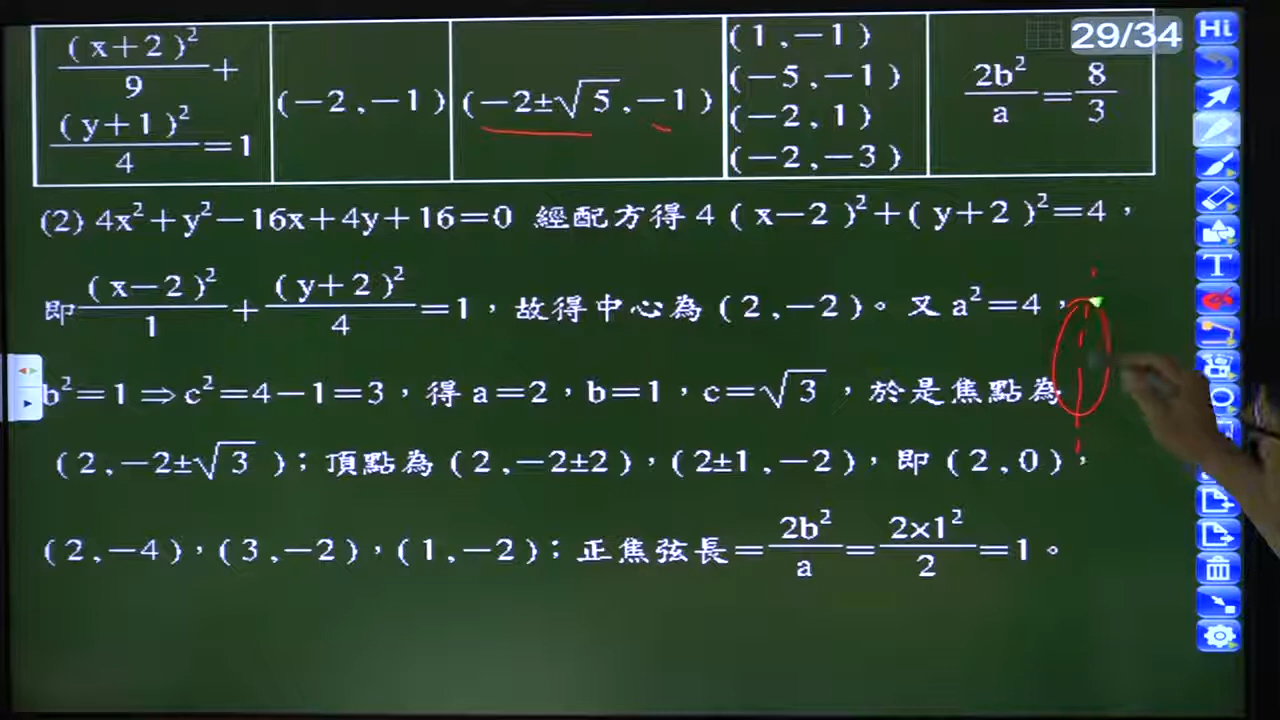 29/34
Hi
(x+2)²/9 + (y+1)²/4 = 1
(−2,−1)
(−2±√5,−1)
(1,−1)
(−5,−1)
(−2,1)
(−2,−3)
2b²/a = 8/3
(2) 4x²+y²−16x+4y+16=0 經配方得 4(x−2)²+(y+2)²=4,
即 (x−2)²/1 + (y+2)²/4 = 1,故得中心為(2,−2)。又 a²=4,
b²=1⇒c²=4−1=3,得 a=2,b=1,c=√3,於是焦點為
(2,−2±√3);頂點為(2,−2±2),(2±1,−2),即(2,0),
(2,−4),(3,−2),(1,−2);正焦弦長=2b²/a=2×1²/2=1。
T